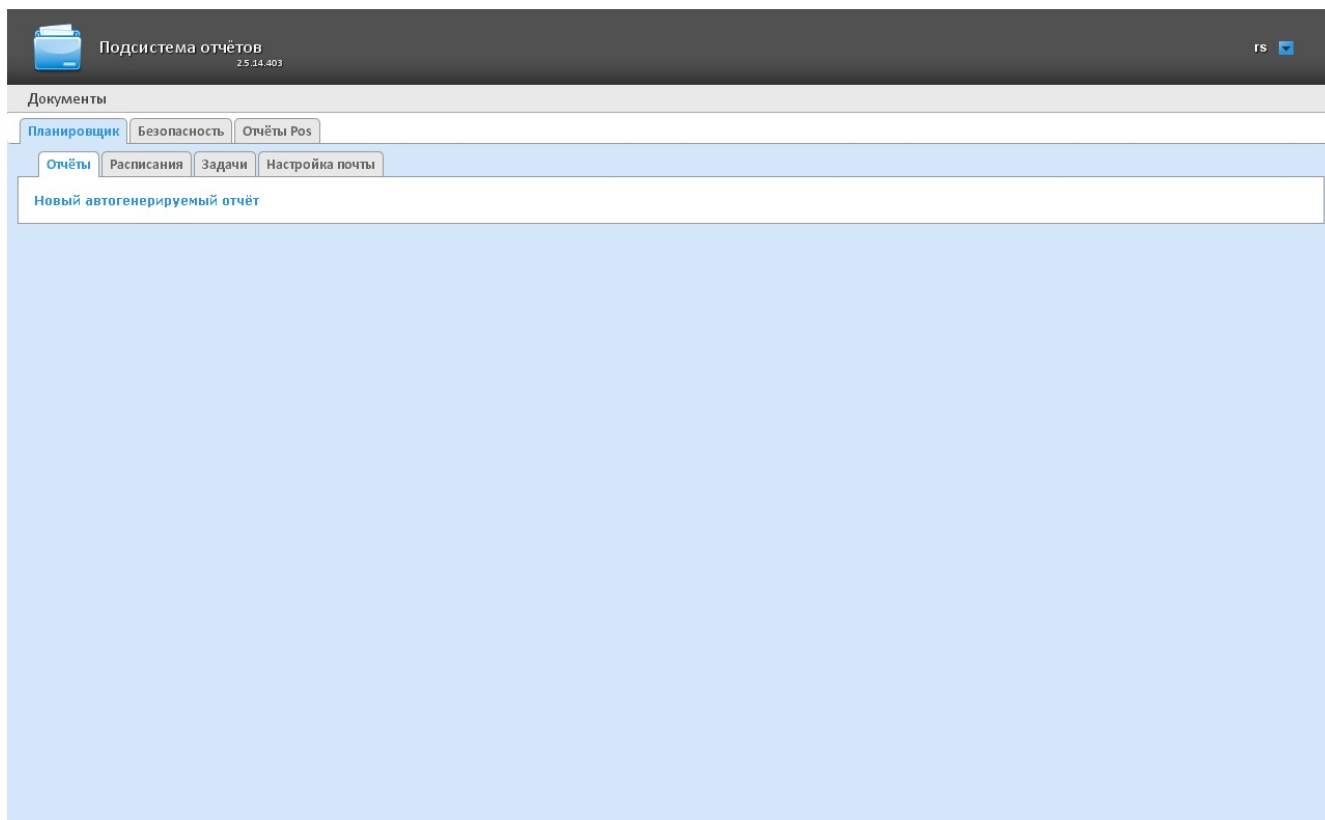 Подсистема отчётов
2.5.14.403
rs
Документы
Планировщик Безопасность Отчёты Pos
Отчёты Расписания Задачи Настройка почты
Новый автогенерируемый отчёт